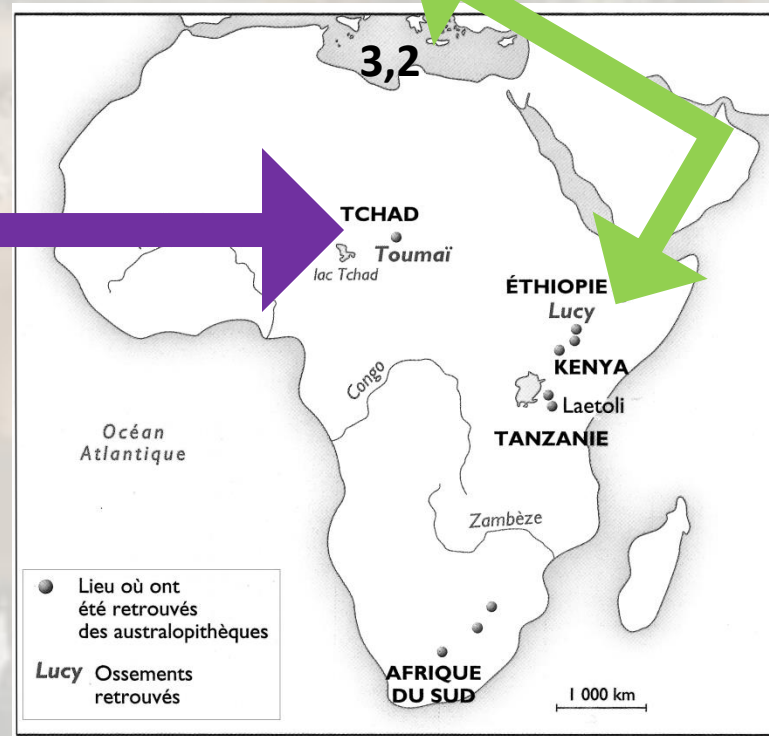 3,2
TCHAD
Toumaï
lac Tchad
ÉTHIOPIE
Lucy
KENYA
Congo
Laetoli
TANZANIE
Océan
Atlantique
Zambèze
Lieu où ont
été retrouvés
des australopithèques
Lucy Ossements
retrouvés
AFRIQUE
DU SUD
1 000 km